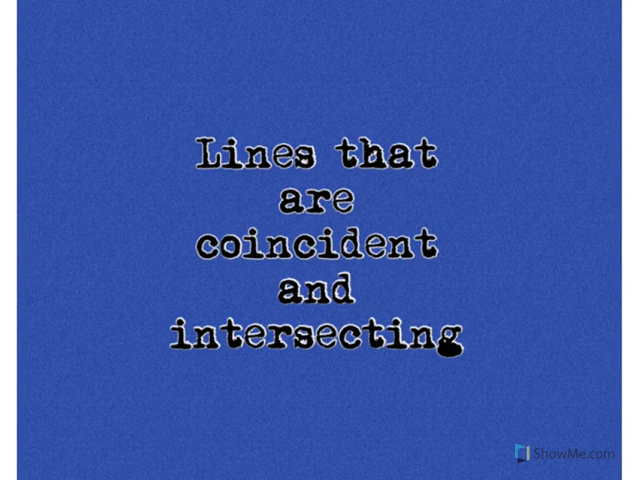 Lines that
are
coincident
and
intersecting
ShowMe.com